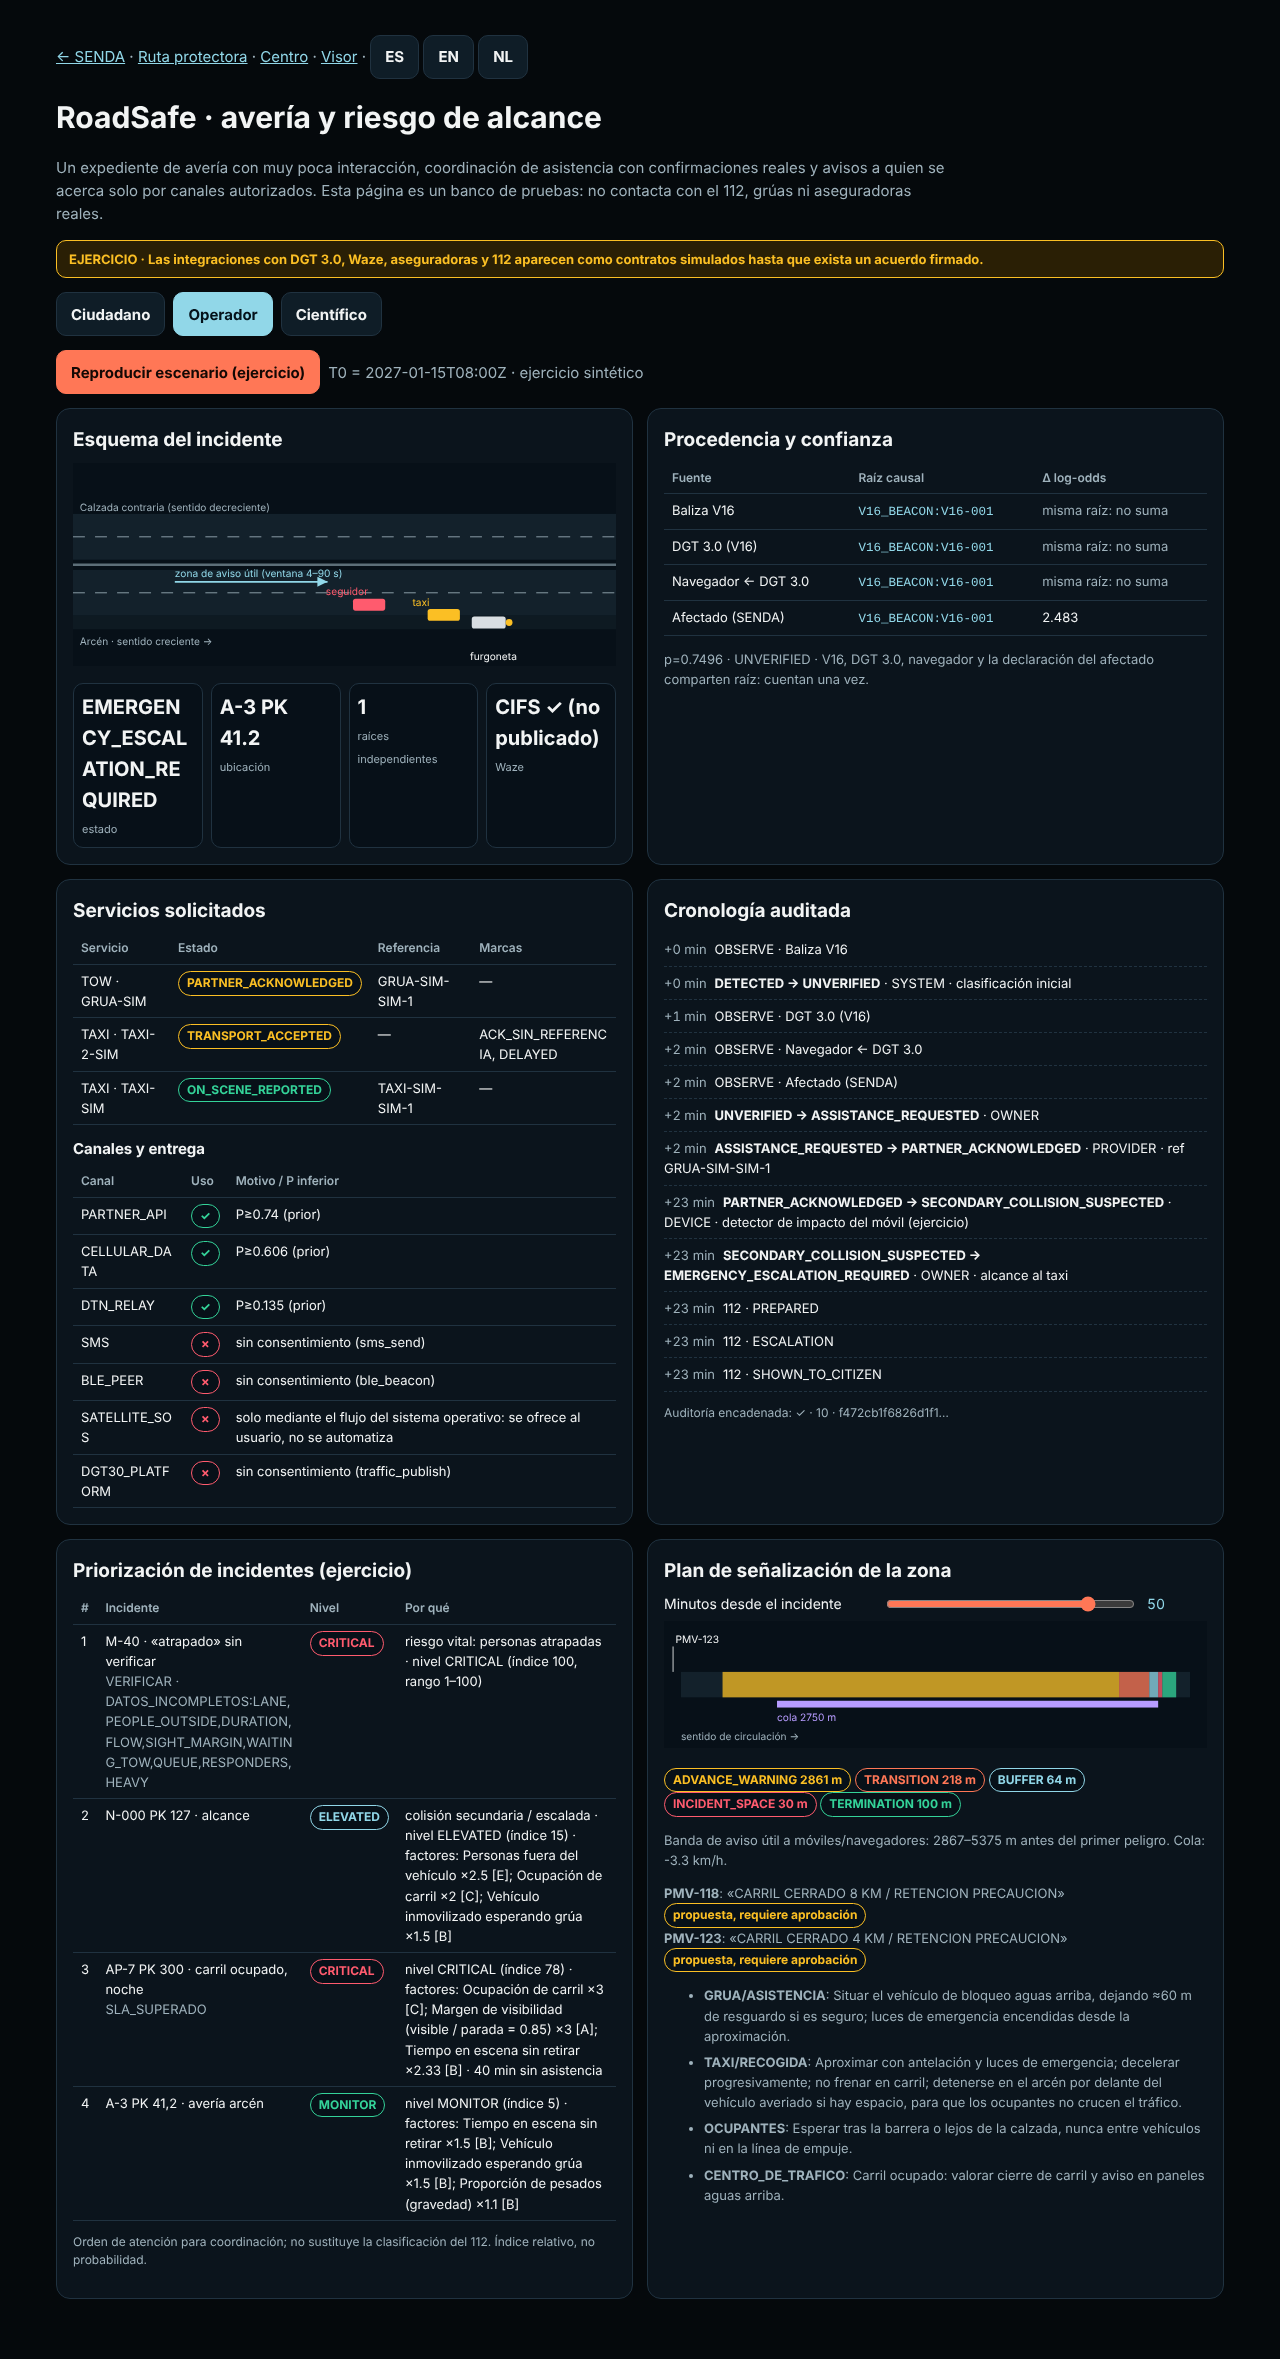 ← SENDA · Ruta protectora · Centro · Visor · ES EN NL
RoadSafe · avería y riesgo de alcance
Un expediente de avería con muy poca interacción, coordinación de asistencia con confirmaciones reales y avisos a quien se
acerca solo por canales autorizados. Esta página es un banco de pruebas: no contacta con el 112, grúas ni aseguradoras
reales.
EJERCICIO · Las integraciones con DGT 3.0, Waze, aseguradoras y 112 aparecen como contratos simulados hasta que exista un acuerdo firmado.
Ciudadano Operador Científico
Reproducir escenario (ejercicio) T0 = 2027-01-15T08:00Z · ejercicio sintético
Esquema del incidente
Calzada contraria (sentido decreciente)
zona de aviso útil (ventana 4–90 s)
seguidor
taxi
Arcén · sentido creciente →
furgoneta
EMERGEN
CY_ESCAL
ATION_RE
QUIRED
estado
A-3 PK
41.2
ubicación
1
raíces
independientes
CIFS ✓ (no
publicado)
Waze
Procedencia y confianza
Fuente Raíz causal Δ log-odds
Baliza V16 V16_BEACON:V16-001 misma raíz: no suma
DGT 3.0 (V16) V16_BEACON:V16-001 misma raíz: no suma
Navegador ← DGT 3.0 V16_BEACON:V16-001 misma raíz: no suma
Afectado (SENDA) V16_BEACON:V16-001 2.483
p=0.7496 · UNVERIFIED · V16, DGT 3.0, navegador y la declaración del afectado
comparten raíz: cuentan una vez.
Servicios solicitados
Servicio Estado Referencia Marcas
TOW · PARTNER_ACKNOWLEDGED GRUA-SIM- —
GRUA-SIM SIM-1
TAXI · TAXI- TRANSPORT_ACCEPTED — ACK_SIN_REFERENC
2-SIM IA, DELAYED
TAXI · TAXI- ON_SCENE_REPORTED TAXI-SIM- —
SIM SIM-1
Canales y entrega
Canal Uso Motivo / P inferior
PARTNER_API ✓ P≥0.74 (prior)
CELLULAR_DA ✓ P≥0.606 (prior)
TA
DTN_RELAY ✓ P≥0.135 (prior)
SMS × sin consentimiento (sms_send)
BLE_PEER × sin consentimiento (ble_beacon)
SATELLITE_SO × solo mediante el flujo del sistema operativo: se ofrece al
S usuario, no se automatiza
DGT30_PLATF × sin consentimiento (traffic_publish)
ORM
Cronología auditada
+0 min OBSERVE · Baliza V16
+0 min DETECTED → UNVERIFIED · SYSTEM · clasificación inicial
+1 min OBSERVE · DGT 3.0 (V16)
+2 min OBSERVE · Navegador ← DGT 3.0
+2 min OBSERVE · Afectado (SENDA)
+2 min UNVERIFIED → ASSISTANCE_REQUESTED · OWNER
+2 min ASSISTANCE_REQUESTED → PARTNER_ACKNOWLEDGED · PROVIDER · ref
GRUA-SIM-SIM-1
+23 min PARTNER_ACKNOWLEDGED → SECONDARY_COLLISION_SUSPECTED ·
DEVICE · detector de impacto del móvil (ejercicio)
+23 min SECONDARY_COLLISION_SUSPECTED →
EMERGENCY_ESCALATION_REQUIRED · OWNER · alcance al taxi
+23 min 112 · PREPARED
+23 min 112 · ESCALATION
+23 min 112 · SHOWN_TO_CITIZEN
Auditoría encadenada: ✓ · 10 · f472cb1f6826d1f1…
Priorización de incidentes (ejercicio)
# Incidente Nivel Por qué
1 M-40 · «atrapado» sin CRITICAL riesgo vital: personas atrapadas
verificar · nivel CRITICAL (índice 100,
VERIFICAR · rango 1–100)
DATOS_INCOMPLETOS:LANE,
PEOPLE_OUTSIDE,DURATION,
FLOW,SIGHT_MARGIN,WAITIN
G_TOW,QUEUE,RESPONDERS,
HEAVY
2 N-000 PK 127 · alcance ELEVATED colisión secundaria / escalada ·
nivel ELEVATED (índice 15) ·
factores: Personas fuera del
vehículo ×2.5 [E]; Ocupación de
carril ×2 [C]; Vehículo
inmovilizado esperando grúa
×1.5 [B]
3 AP-7 PK 300 · carril ocupado, CRITICAL nivel CRITICAL (índice 78) ·
noche factores: Ocupación de carril ×3
SLA_SUPERADO [C]; Margen de visibilidad
(visible / parada = 0.85) ×3 [A];
Tiempo en escena sin retirar
×2.33 [B] · 40 min sin asistencia
4 A-3 PK 41,2 · avería arcén MONITOR nivel MONITOR (índice 5) ·
factores: Tiempo en escena sin
retirar ×1.5 [B]; Vehículo
inmovilizado esperando grúa
×1.5 [B]; Proporción de pesados
(gravedad) ×1.1 [B]
Orden de atención para coordinación; no sustituye la clasificación del 112. Índice relativo, no
probabilidad.
Plan de señalización de la zona
Minutos desde el incidente 50
PMV-123
cola 2750 m
sentido de circulación →
ADVANCE_WARNING 2861 m TRANSITION 218 m BUFFER 64 m
INCIDENT_SPACE 30 m TERMINATION 100 m
Banda de aviso útil a móviles/navegadores: 2867–5375 m antes del primer peligro. Cola:
-3.3 km/h.
PMV-118: «CARRIL CERRADO 8 KM / RETENCION PRECAUCION»
propuesta, requiere aprobación
PMV-123: «CARRIL CERRADO 4 KM / RETENCION PRECAUCION»
propuesta, requiere aprobación
• GRUA/ASISTENCIA: Situar el vehículo de bloqueo aguas arriba, dejando ≈60 m
de resguardo si es seguro; luces de emergencia encendidas desde la
aproximación.
• TAXI/RECOGIDA: Aproximar con antelación y luces de emergencia; decelerar
progresivamente; no frenar en carril; detenerse en el arcén por delante del
vehículo averiado si hay espacio, para que los ocupantes no crucen el tráfico.
• OCUPANTES: Esperar tras la barrera o lejos de la calzada, nunca entre vehículos
ni en la línea de empuje.
• CENTRO_DE_TRAFICO: Carril ocupado: valorar cierre de carril y aviso en paneles
aguas arriba.